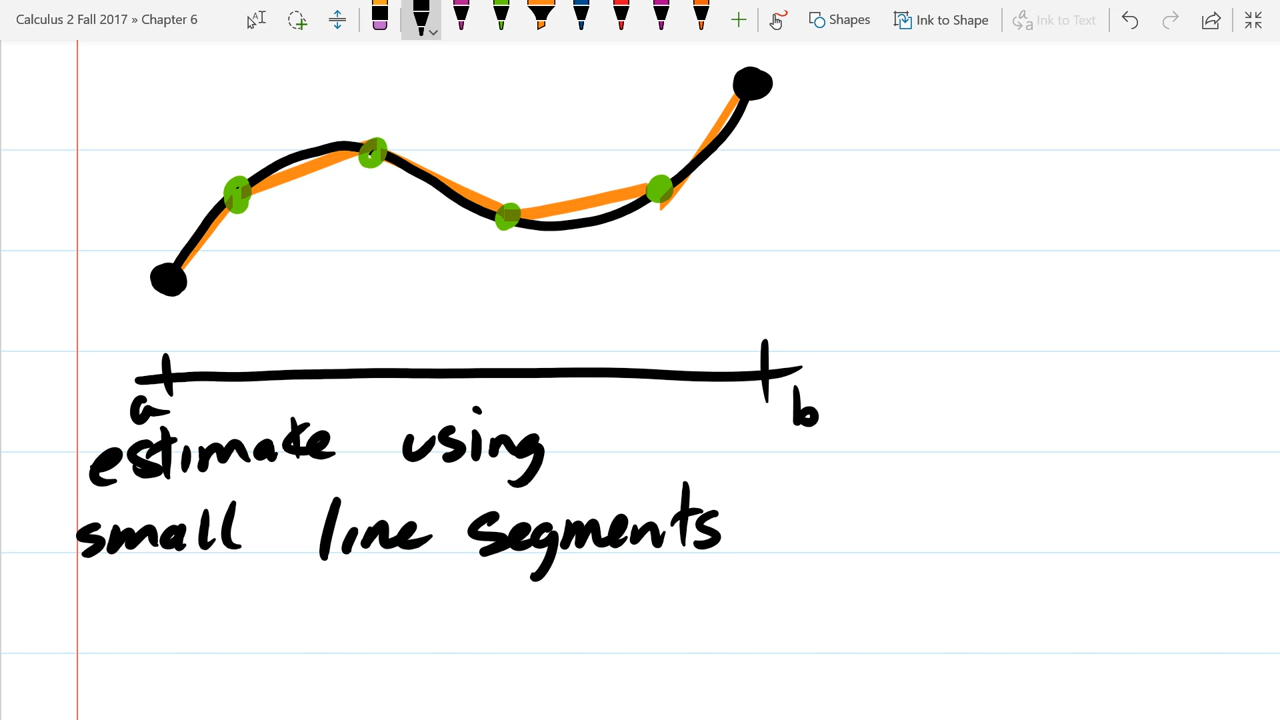 Calculus 2 Fall 2017 » Chapter 6
Shapes
Ink to Shape
Ink to Text
a
b
estimate using
small line segments